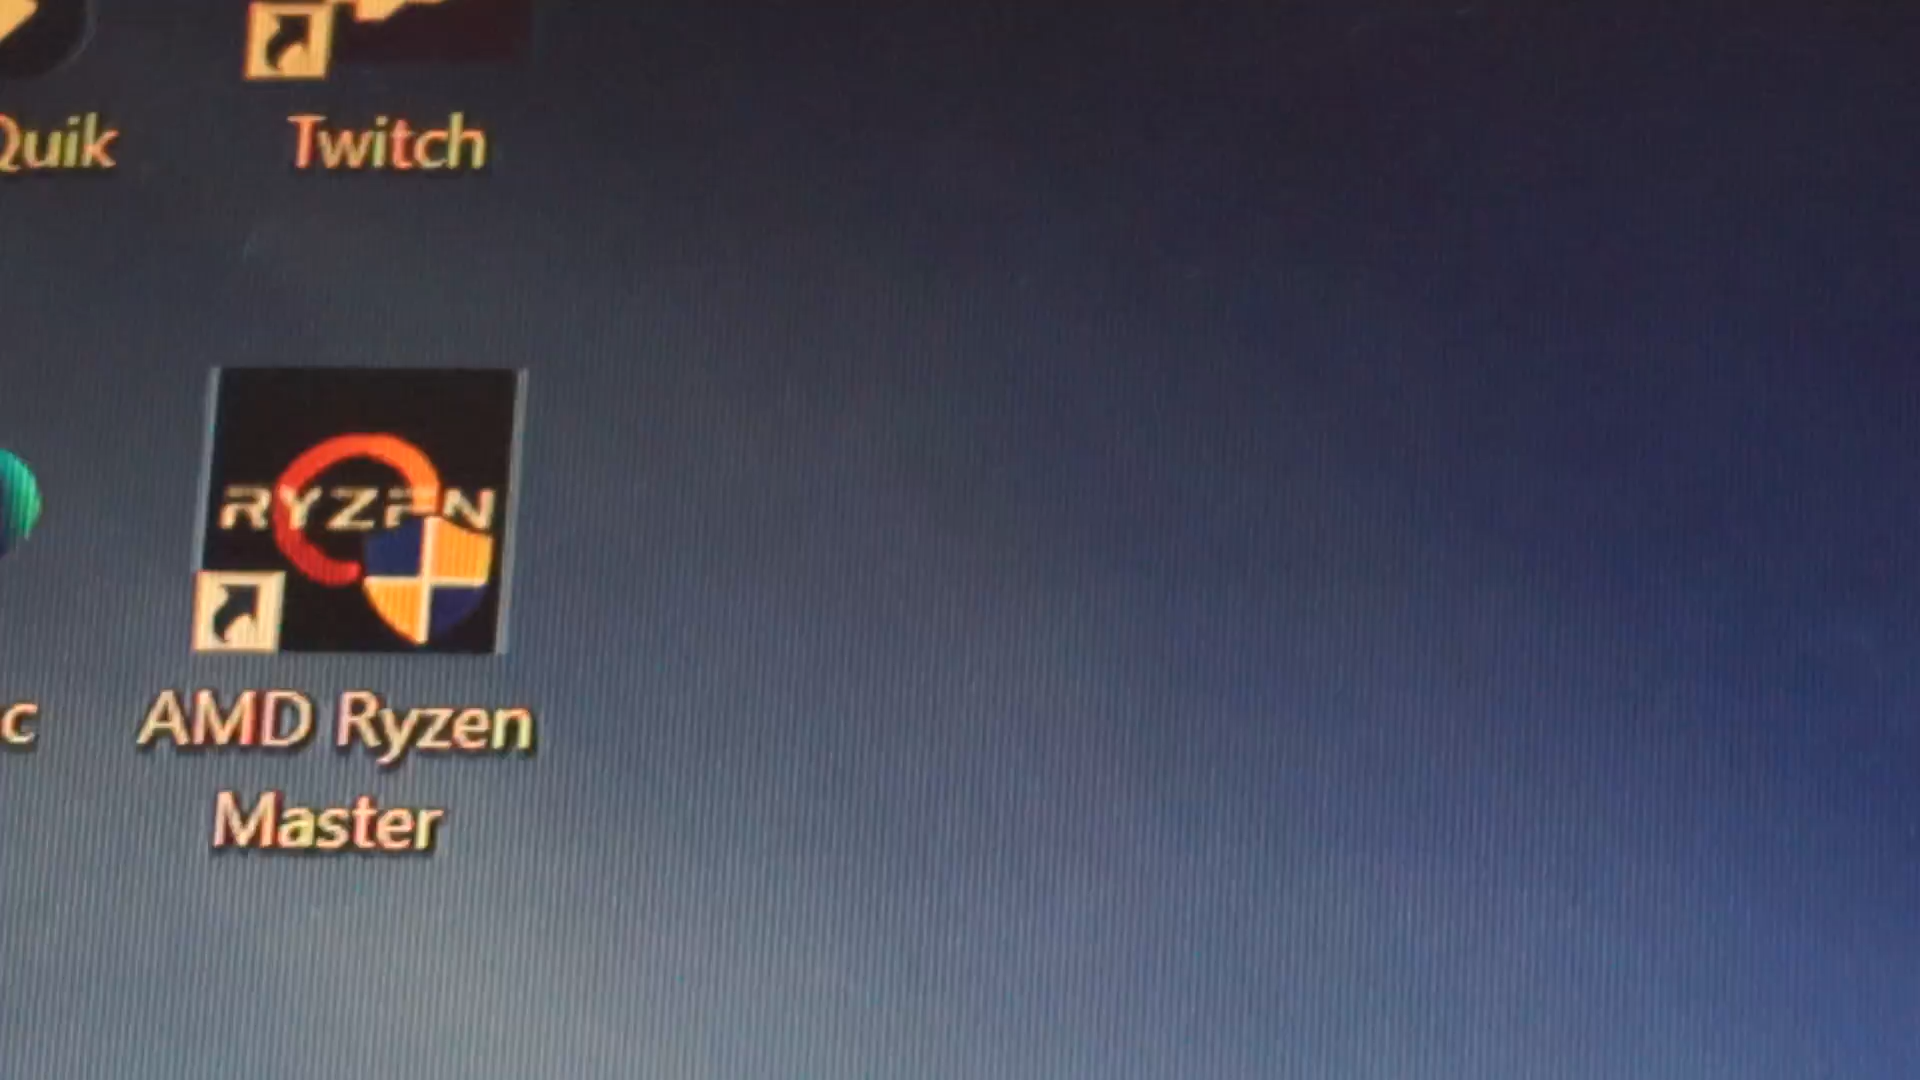 Quik
Twitch
RYZEN
c
AMD Ryzen
Master